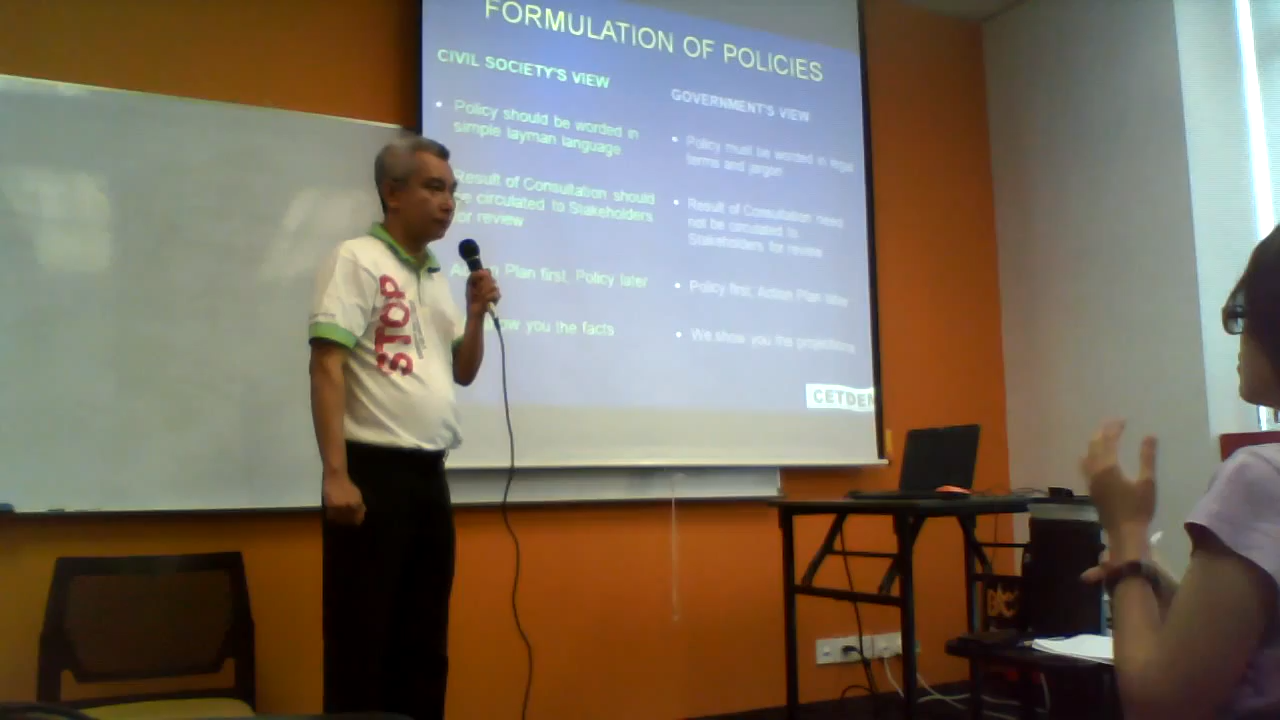 FORMULATION OF POLICIES
CIVIL SOCIETY'S VIEW
• Policy should be worded in
simple layman language
Result of Consultation should
circulated to Stakeholders
for review
Plan first, Policy later
you the facts
GOVERNMENT'S VIEW
• Policy must be worded in legal
terms and jargon
• Result of Consultation need
not be circulated to
Stakeholders for review
• Policy first, Action Plan later
• We show you the projections
CETDEM
STOP